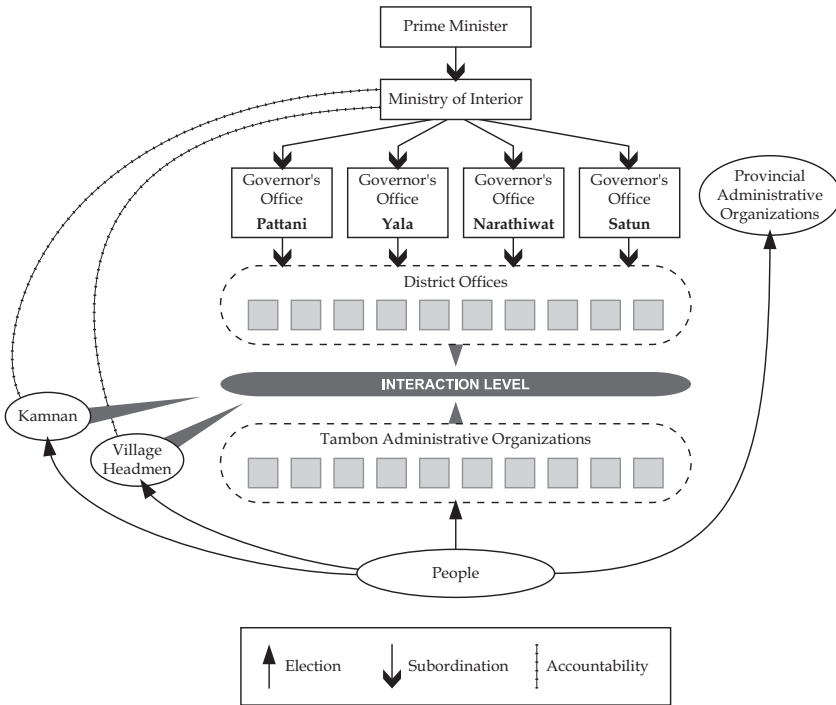 Prime Minister
Ministry of Interior
Governor's
Office
Pattani
Governor's
Office
Yala
Governor's
Office
Narathiwat
Governor's
Office
Satun
Provincial
Administrative
Organizations
District Offices
INTERACTION LEVEL
Kamnan
Village
Headmen
Tambon Administrative Organizations
People
Election
Subordination
Accountability